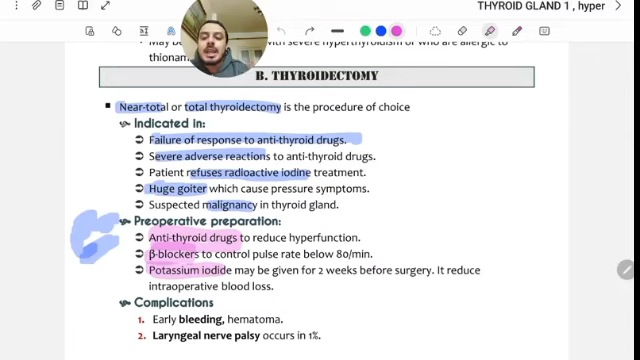 THYROID GLAND 1 , hyper
May be with severe hyperthyroidism or who are allergic to
thionam
B. THYROIDECTOMY
Near-total or total thyroidectomy is the procedure of choice
Indicated in:
Failure of response to anti-thyroid drugs.
Severe adverse reactions to anti-thyroid drugs.
Patient refuses radioactive iodine treatment.
Huge goiter which cause pressure symptoms.
Suspected malignancy in thyroid gland.
Preoperative preparation:
Anti-thyroid drugs to reduce hyperfunction.
β-blockers to control pulse rate below 80/min.
Potassium iodide may be given for 2 weeks before surgery. It reduce
intraoperative blood loss.
Complications
1. Early bleeding, hematoma.
2. Laryngeal nerve palsy occurs in 1%.